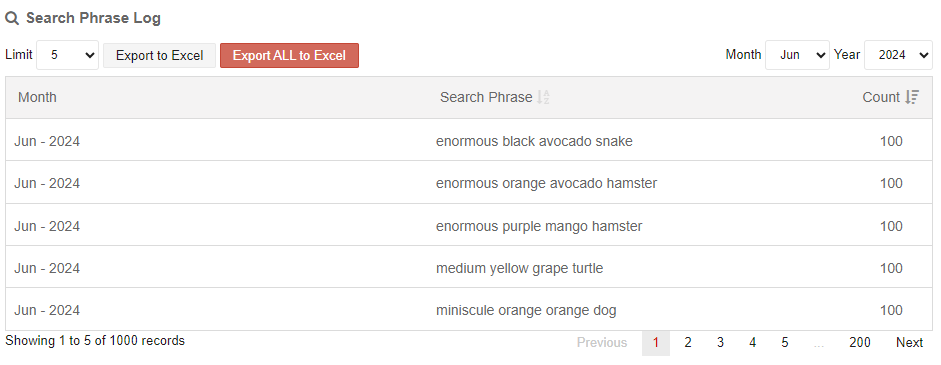 Search Phrase Log
Limit 5 Export to Excel Export ALL to Excel Month Jun Year 2024
Month Search Phrase Count
Jun - 2024 enormous black avocado snake 100
Jun - 2024 enormous orange avocado hamster 100
Jun - 2024 enormous purple mango hamster 100
Jun - 2024 medium yellow grape turtle 100
Jun - 2024 miniscule orange orange dog 100
Showing 1 to 5 of 1000 records Previous 1 2 3 4 5 ... 200 Next